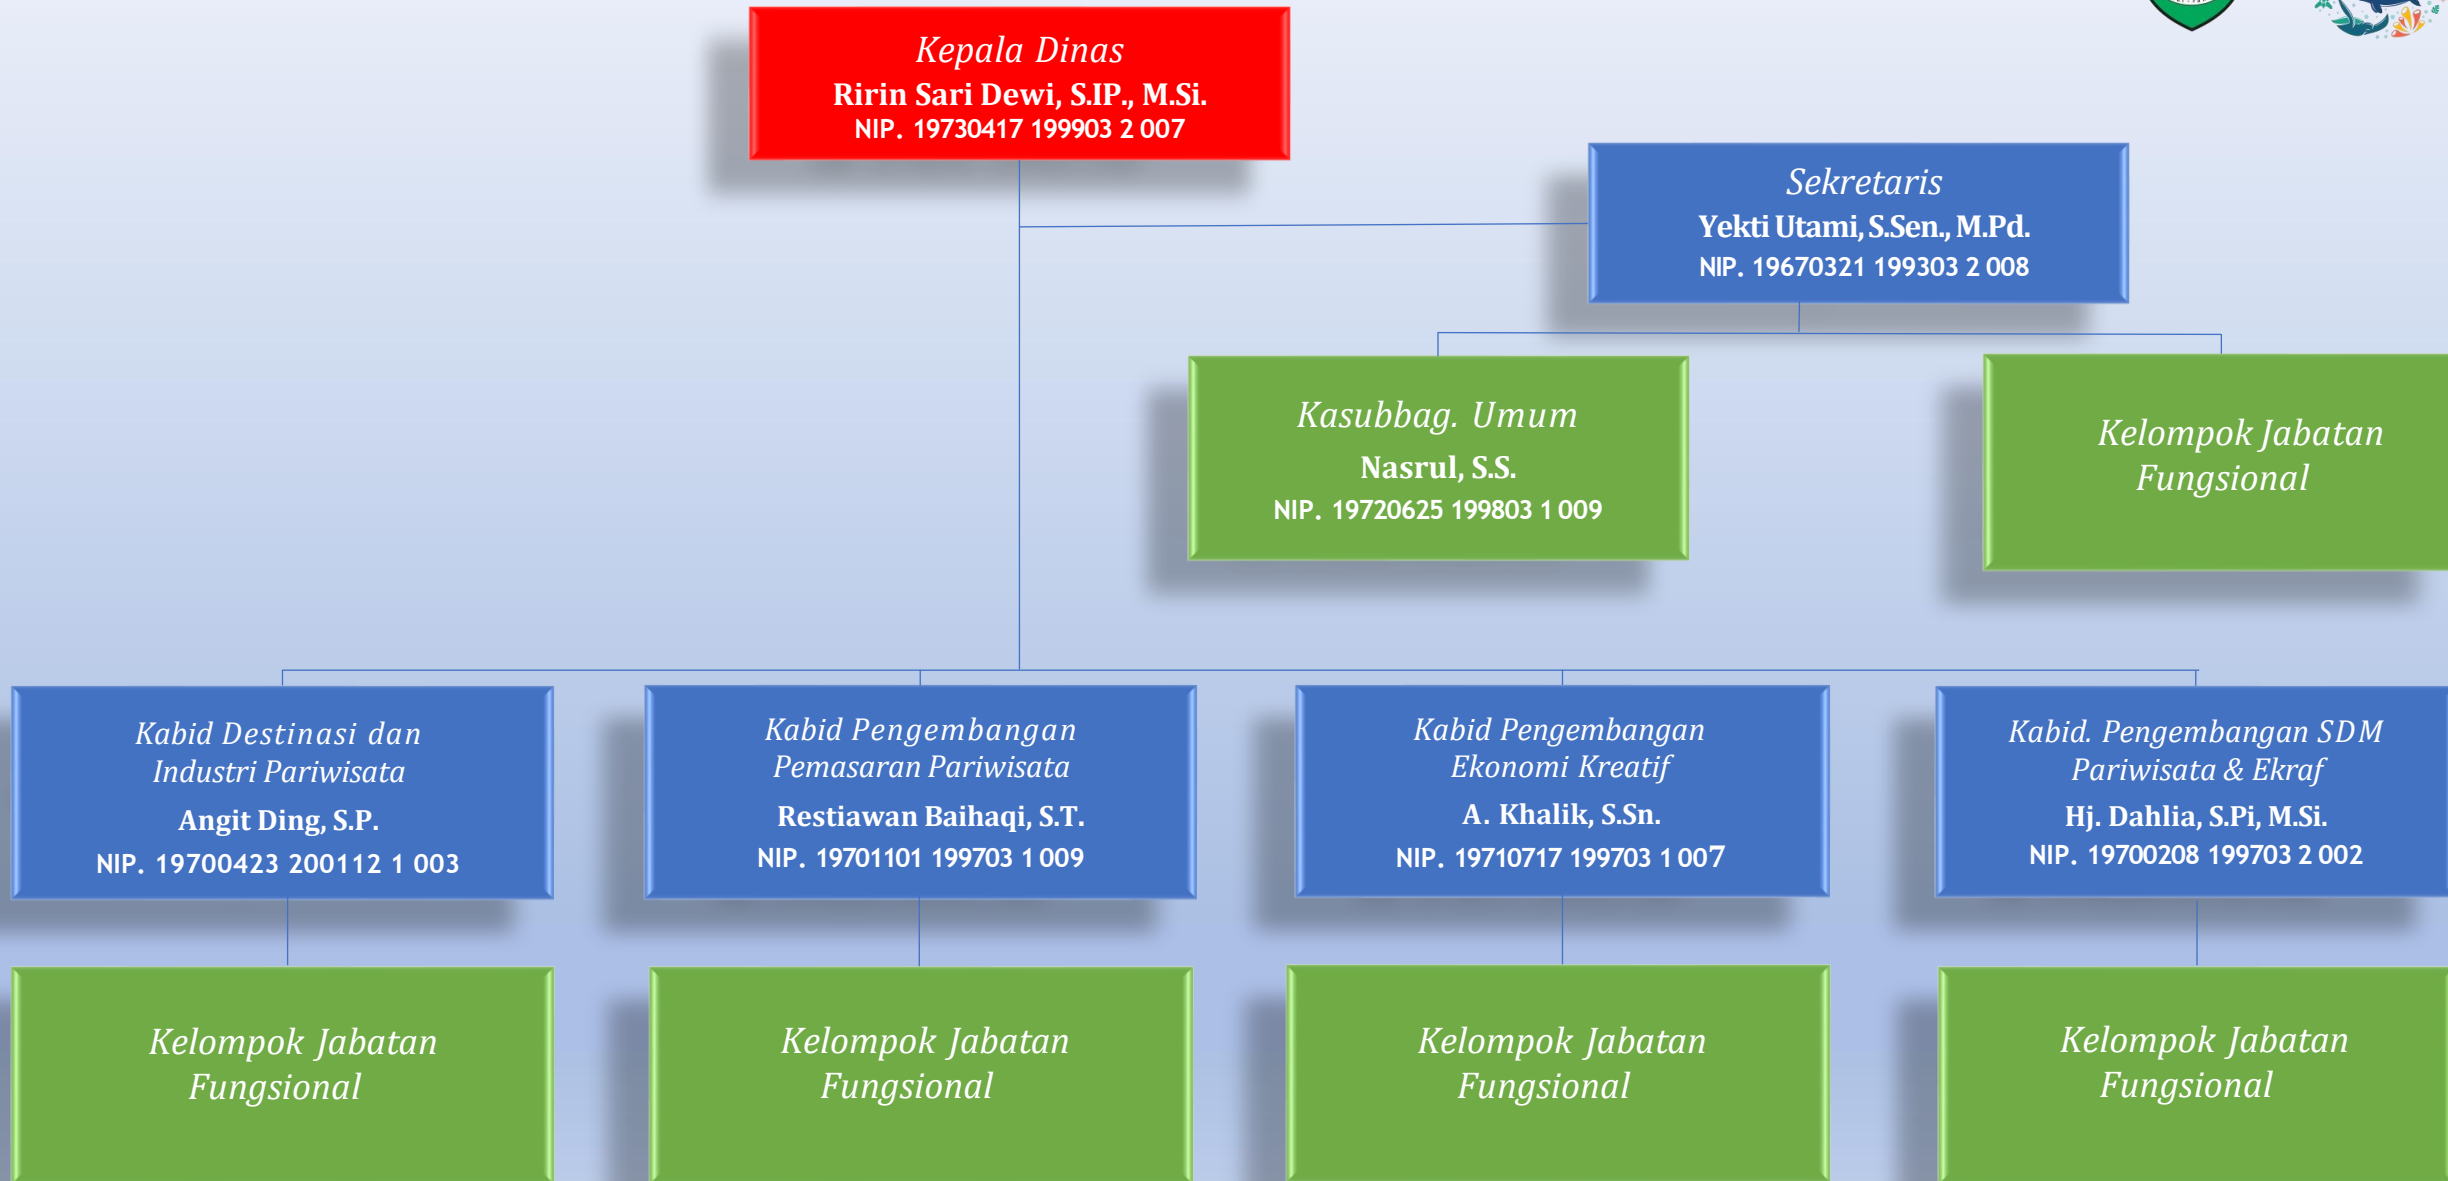 Kepala Dinas
Ririn Sari Dewi, S.IP., M.Si.
NIP. 19730417 199903 2 007
Sekretaris
Yekti Utami, S.Sen., M.Pd.
NIP. 19670321 199303 2 008
Kasubbag. Umum
Nasrul, S.S.
NIP. 19720625 199803 1 009
Kelompok Jabatan
Fungsional
Kabid Destinasi dan
Industri Pariwisata
Angit Ding, S.P.
NIP. 19700423 200112 1 003
Kabid Pengembangan
Pemasaran Pariwisata
Restiawan Baihaqi, S.T.
NIP. 19701101 199703 1 009
Kabid Pengembangan
Ekonomi Kreatif
A. Khalik, S.Sn.
NIP. 19710717 199703 1 007
Kabid. Pengembangan SDM
Pariwisata & Ekraf
Hj. Dahlia, S.Pi, M.Si.
NIP. 19700208 199703 2 002
Kelompok Jabatan
Fungsional
Kelompok Jabatan
Fungsional
Kelompok Jabatan
Fungsional
Kelompok Jabatan
Fungsional